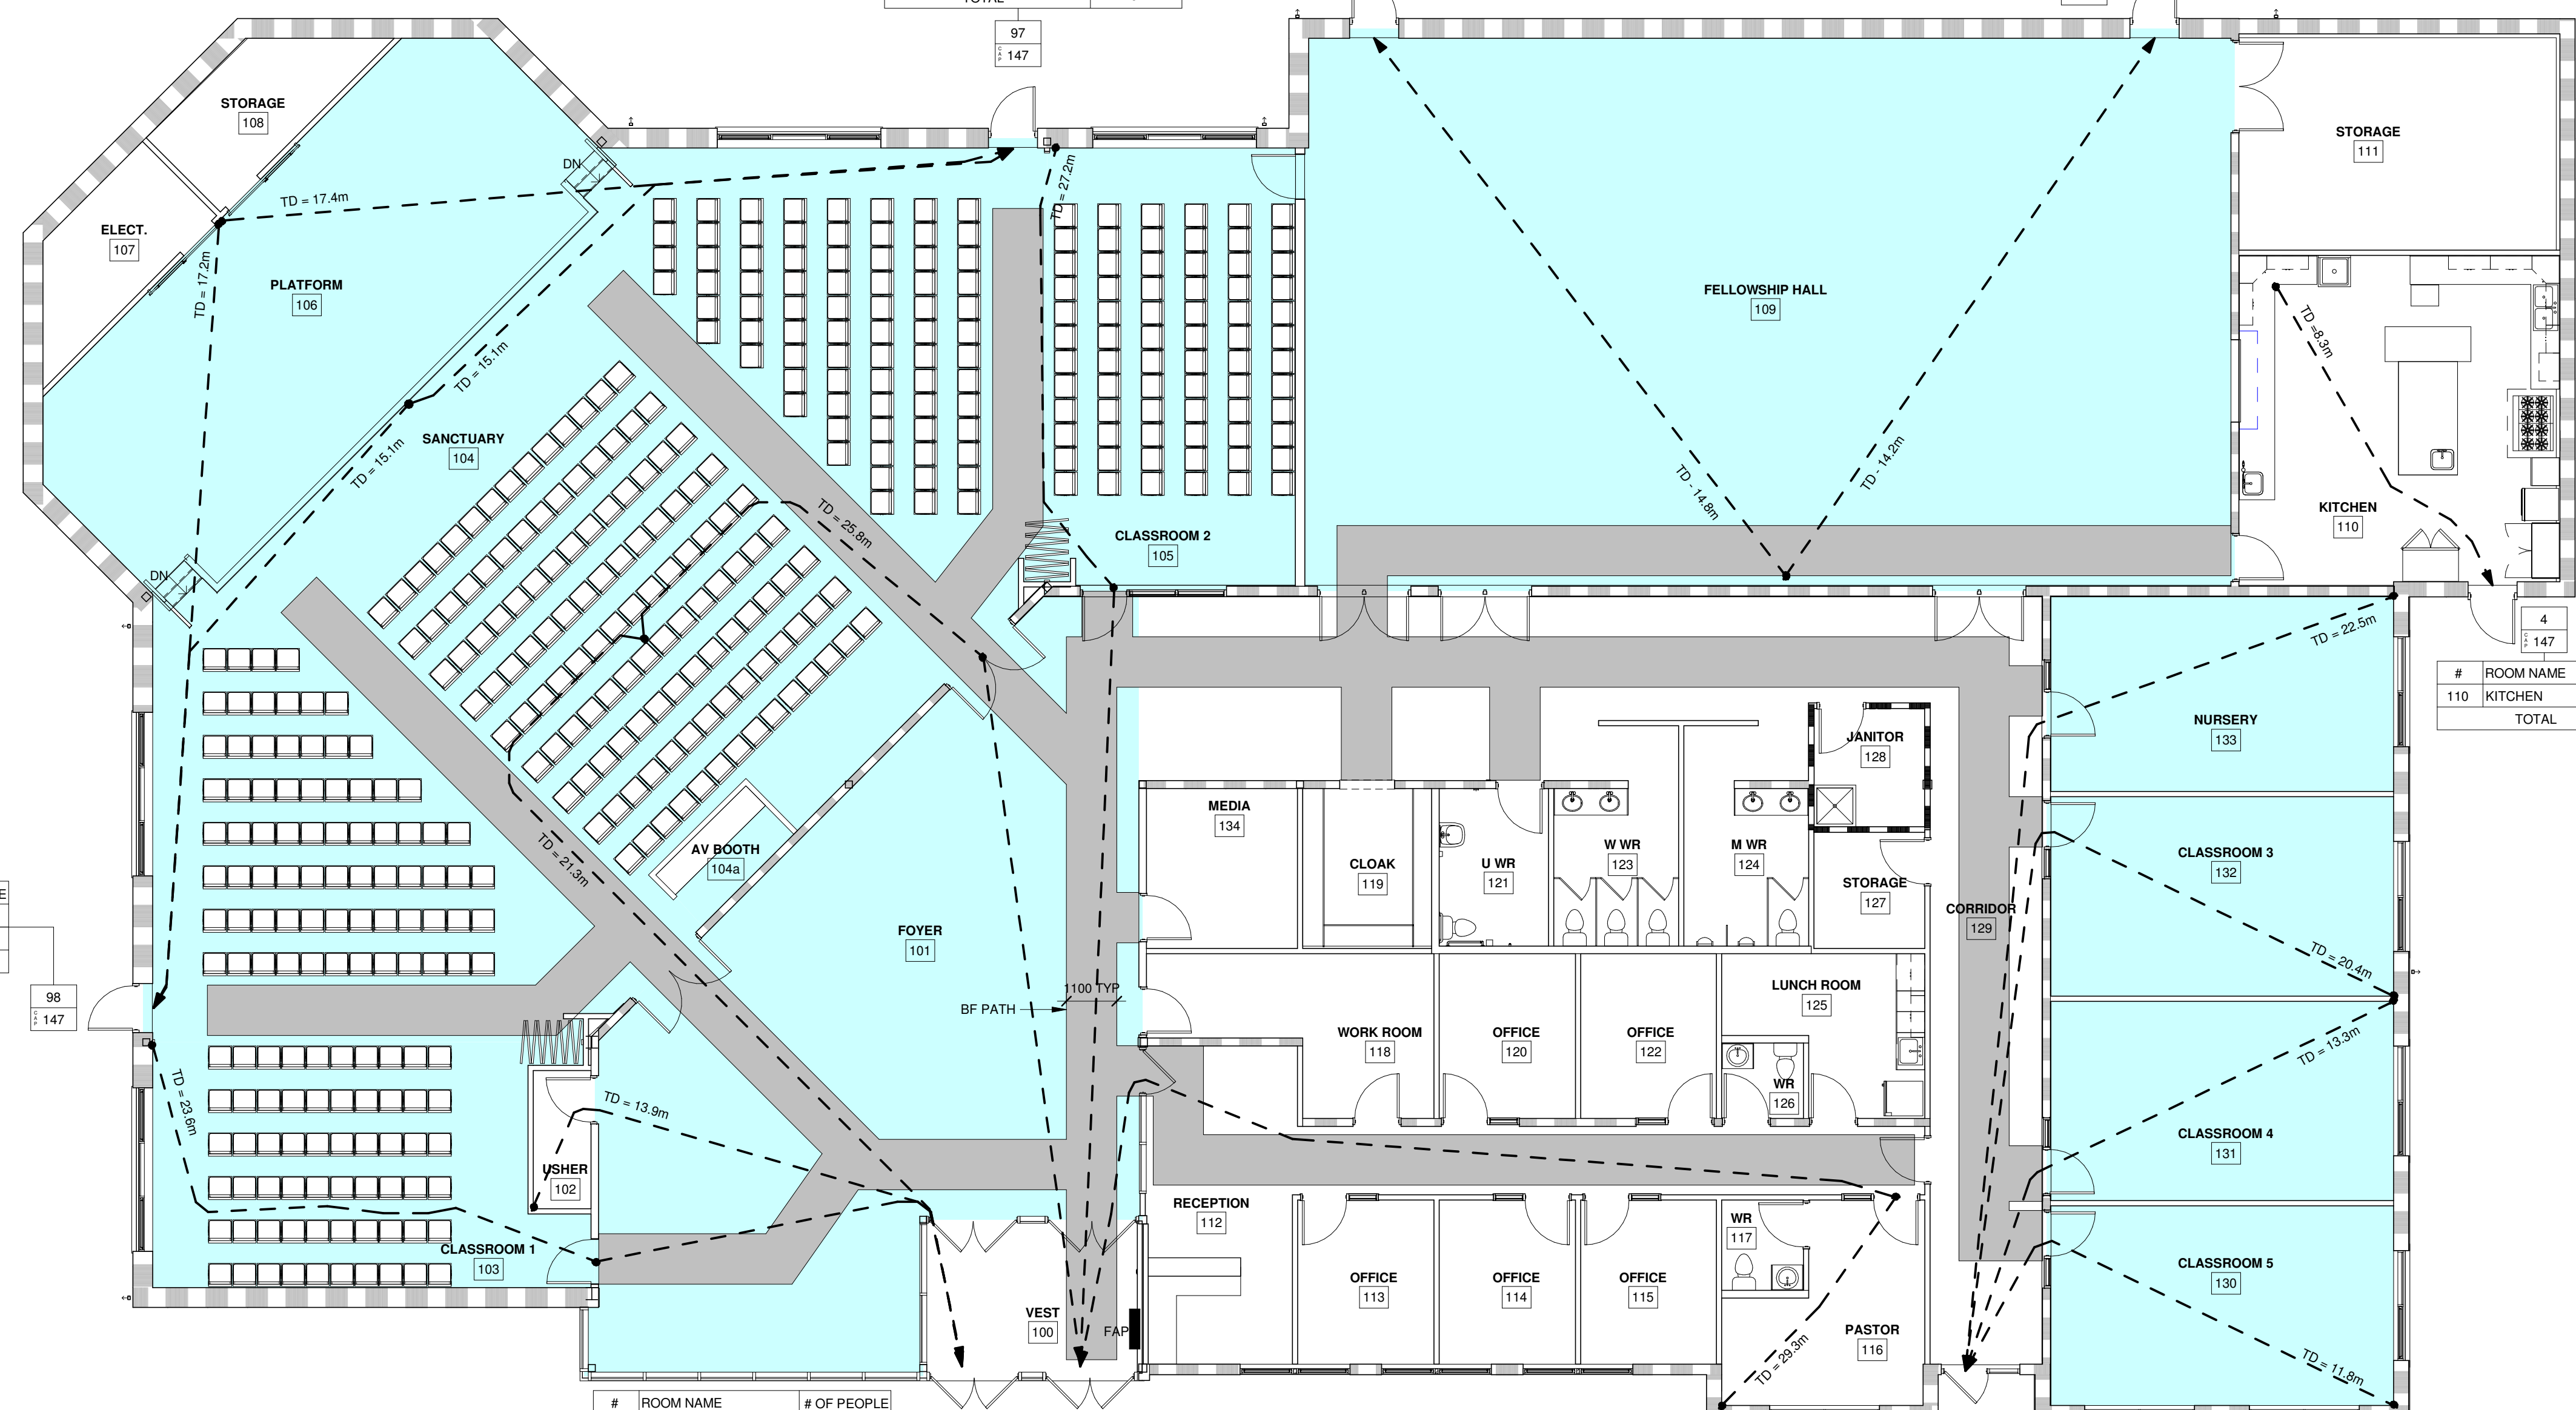 TOTAL
97
CAP 147
STORAGE
108
STORAGE
111
DN
TD = 27.2m
TD = 17.4m
ELECT.
107
TD = 17.2m
PLATFORM
106
FELLOWSHIP HALL
109
TD =8.3m
TD = 15.1m
SANCTUARY
104
TD = 15.1m
TD - 14.8m
TD - 14.2m
TD = 25.8m
KITCHEN
110
CLASSROOM 2
105
DN
4
CAP 147
# ROOM NAME
110 KITCHEN
TOTAL
TD = 22.5m
NURSERY
133
JANITOR
128
MEDIA
134
AV BOOTH
104a
TD = 21.3m
CLOAK
119
U WR
121
W WR
123
M WR
124
STORAGE
127
CLASSROOM 3
132
CORRIDOR
129
FOYER
101
E
TD = 20.4m
98
CAP 147
1100 TYP
BF PATH
LUNCH ROOM
125
WORK ROOM
118
OFFICE
120
OFFICE
122
TD = 13.3m
TD = 23.6m
TD = 13.9m
WR
126
CLASSROOM 4
131
USHER
102
RECEPTION
112
WR
117
CLASSROOM 1
103
CLASSROOM 5
130
OFFICE
113
OFFICE
114
OFFICE
115
VEST
100
FAP
PASTOR
116
TD = 29.3m
TD = 11.8m
# ROOM NAME # OF PEOPLE